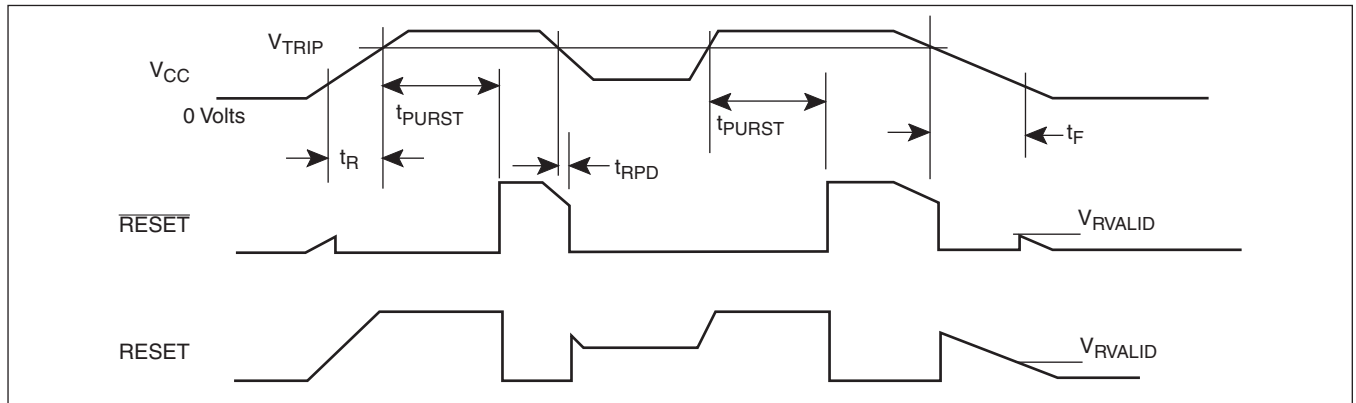 VTRIP
VCC
0 Volts
tPURST
tPURST
tR
tF
tRPD
RESET
VRVALID
RESET
VRVALID